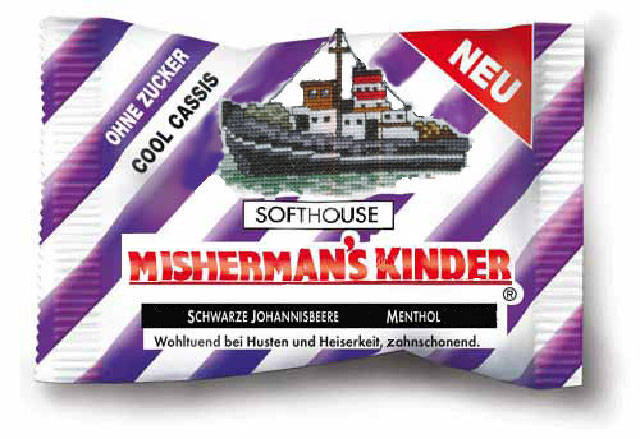 OHNE ZUCKER
COOL CASSIS
NEU
SOFTHOUSE
MISHERMAN'S KINDER
®
SCHWARZE JOHANNISBEERE MENTHOL
Wohltuend bei Husten und Heiserkeit, zahnschonend.